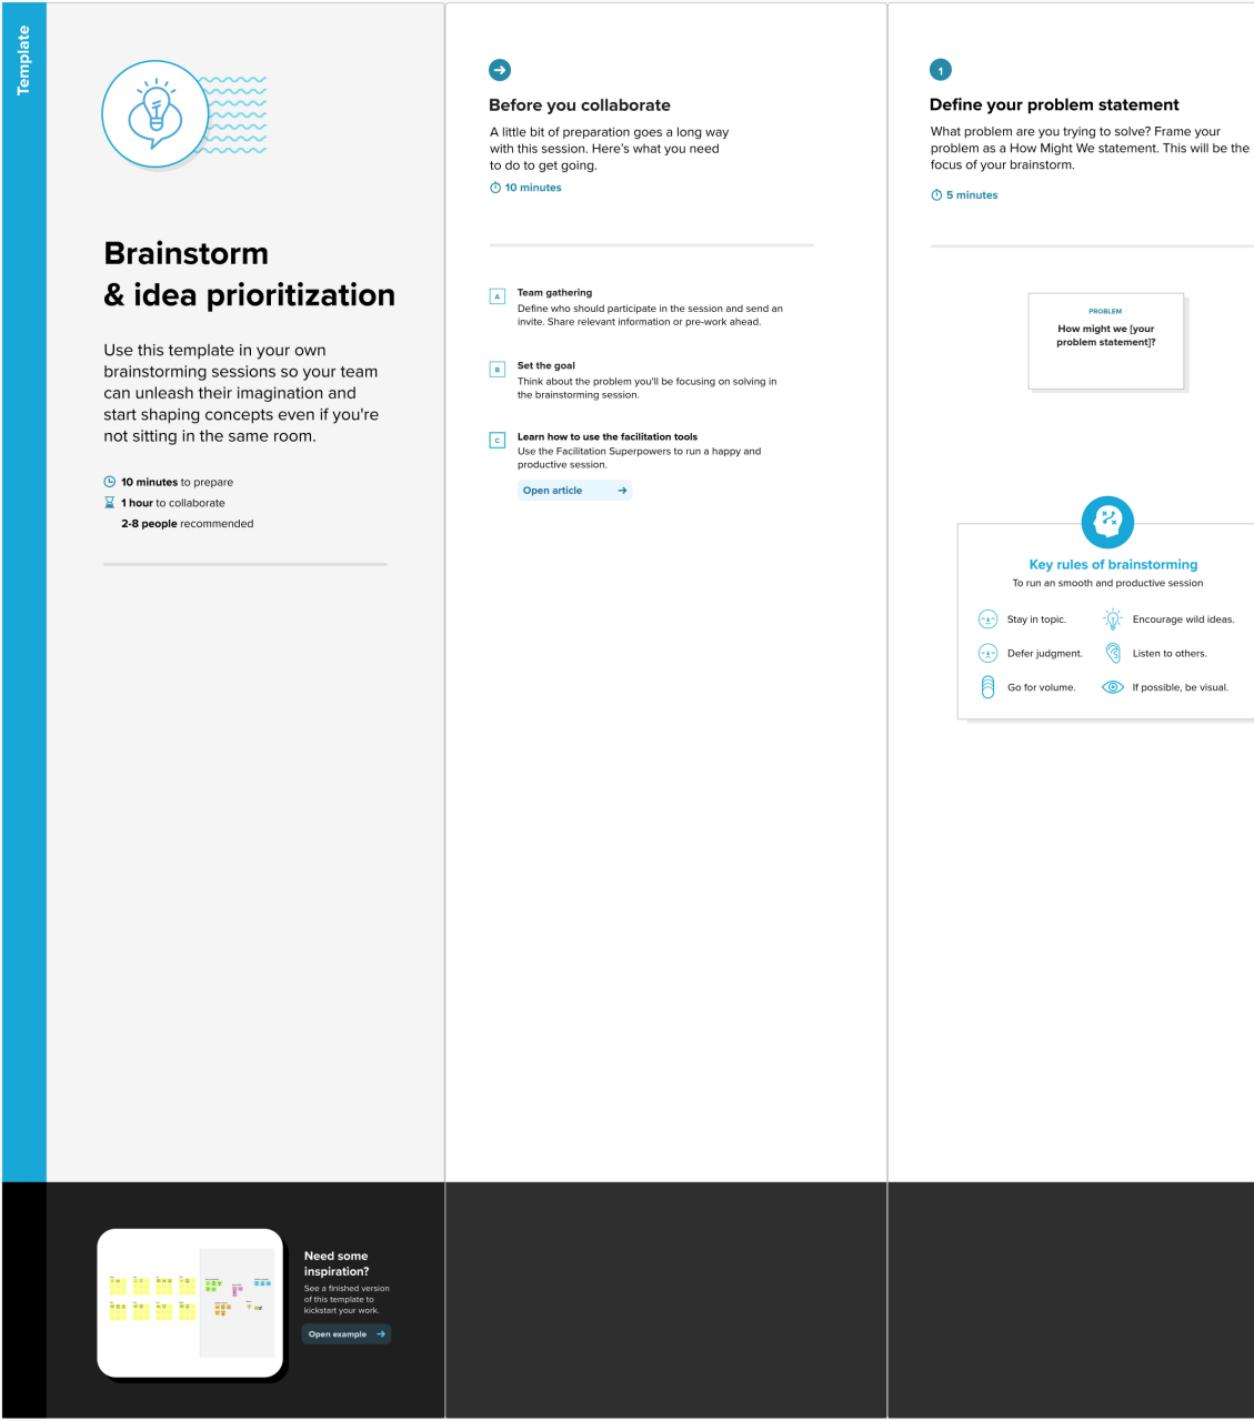 Template
Brainstorm
& idea prioritization
Use this template in your own
brainstorming sessions so your team
can unleash their imagination and
start shaping concepts even if you're
not sitting in the same room.
10 minutes to prepare
1 hour to collaborate
2-8 people recommended
Need some
inspiration?
See a finished version
of this template to
kickstart your work.
Open example
Before you collaborate
A little bit of preparation goes a long way
with this session. Here's what you need
to do to get going.
10 minutes
A
Team gathering
Define who should participate in the session and send an
invite. Share relevant information or pre-work ahead.
B
Set the goal
Think about the problem you'll be focusing on solving in
the brainstorming session.
C
Learn how to use the facilitation tools
Use the Facilitation Superpowers to run a happy and
productive session.
Open article
1
Define your problem statement
What problem are you trying to solve? Frame your
problem as a How Might We statement. This will be the
focus of your brainstorm.
5 minutes
PROBLEM
How might we [your
problem statement]?
Key rules of brainstorming
To run an smooth and productive session
Stay in topic.
Encourage wild ideas.
Defer judgment.
Listen to others.
Go for volume.
If possible, be visual.